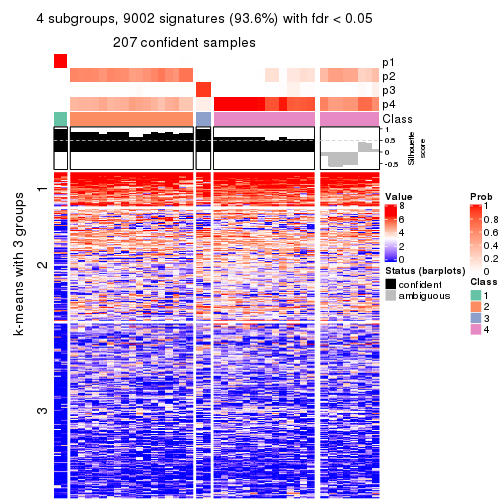 4 subgroups, 9002 signatures (93.6%) with fdr < 0.05
207 confident samples
p1
p2
p3
p4
Class
1
0.5
0
-0.5
Silhouette
score
k-means with 3 groups
1
2
3
Value
8
6
4
2
0
Status (barplots)
confident
ambiguous
Prob
1
0.8
0.6
0.4
0.2
0
Class
1
2
3
4